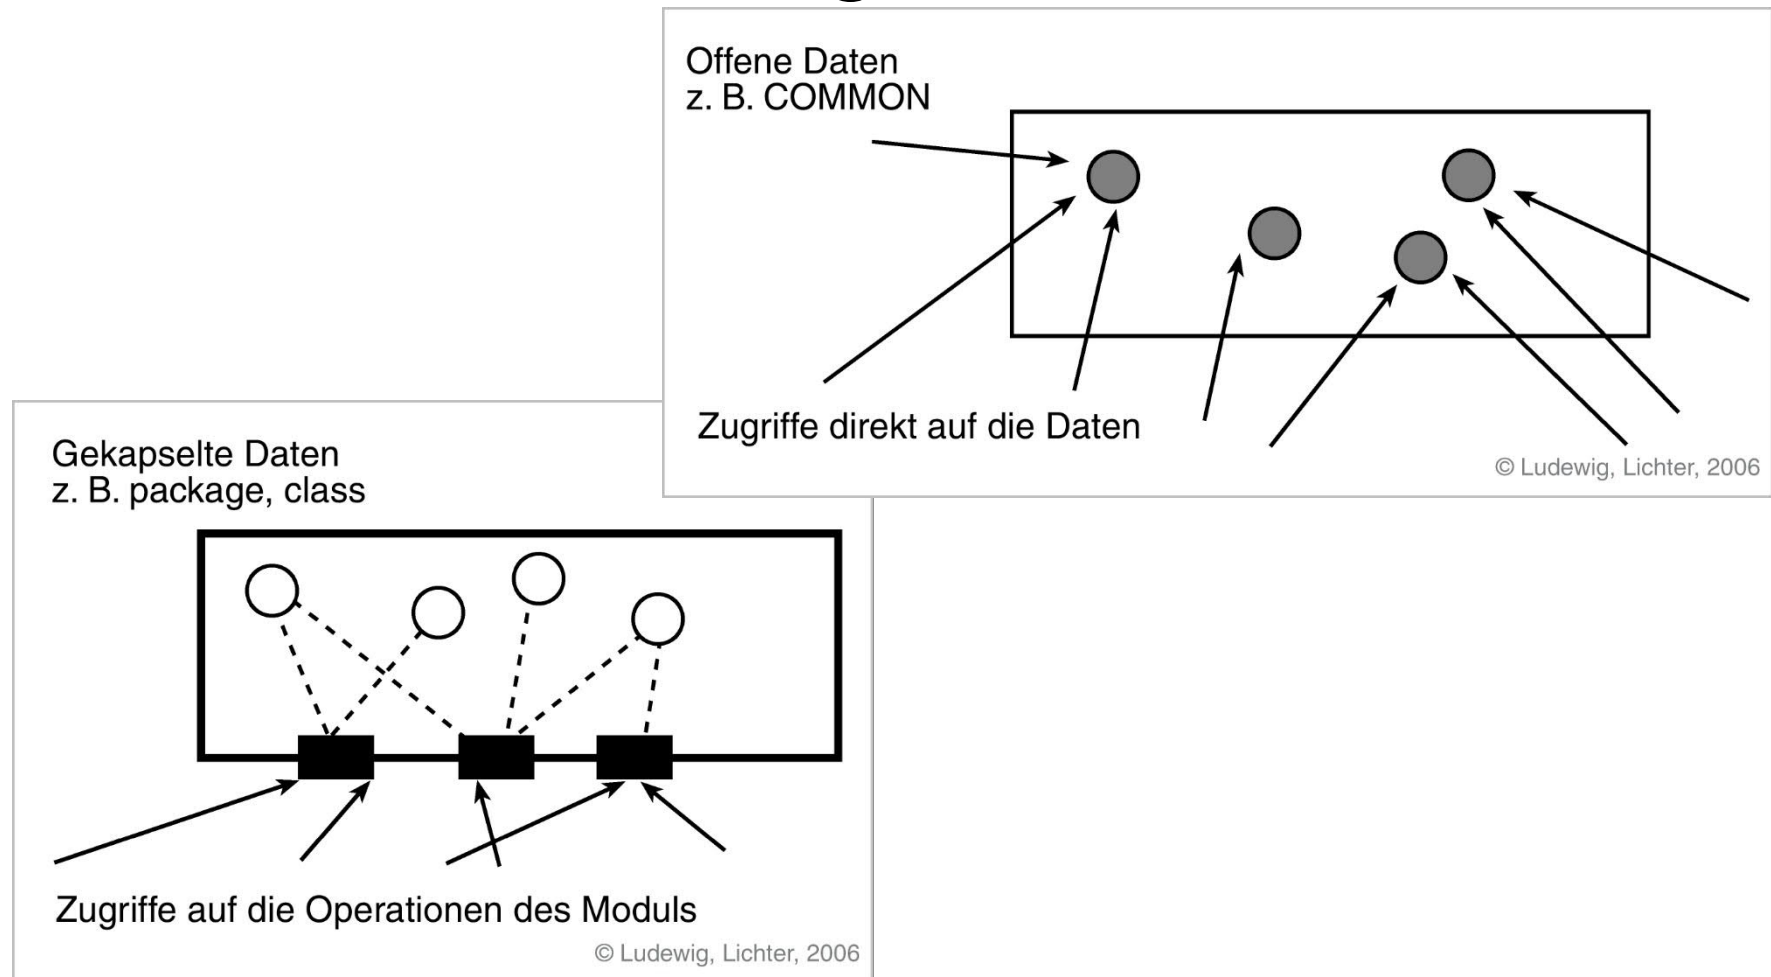 Offene Daten
z. B. COMMON
Zugriffe direkt auf die Daten
© Ludewig, Lichter, 2006
Gekapselte Daten
z. B. package, class
Zugriffe auf die Operationen des Moduls
© Ludewig, Lichter, 2006